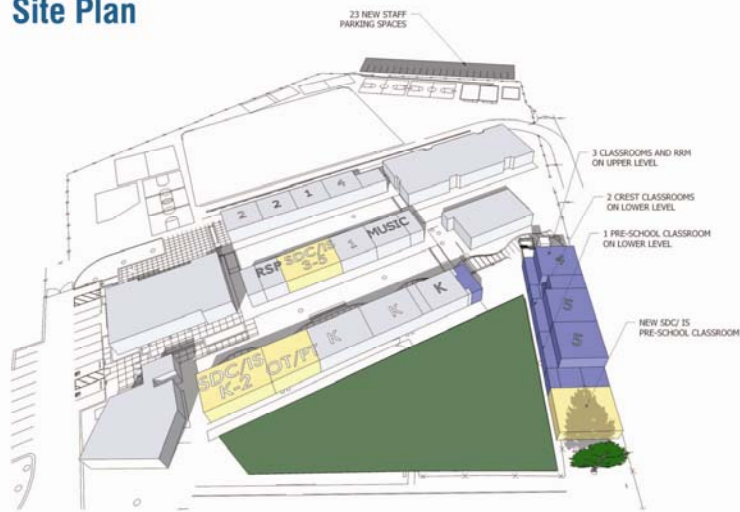 Site Plan
23 NEW STAFF
PARKING SPACES
3 CLASSROOMS AND RRM
ON UPPER LEVEL
2 CREST CLASSROOMS
ON LOWER LEVEL
1 PRE-SCHOOL CLASSROOM
ON LOWER LEVEL
NEW SDC/ IS
PRE-SCHOOL CLASSROOM
2
2
1
4
RSP
SDC/IS
3-5
1
MUSIC
SDC/IS
K-2
OT/PT
K
K
K
4
5
5